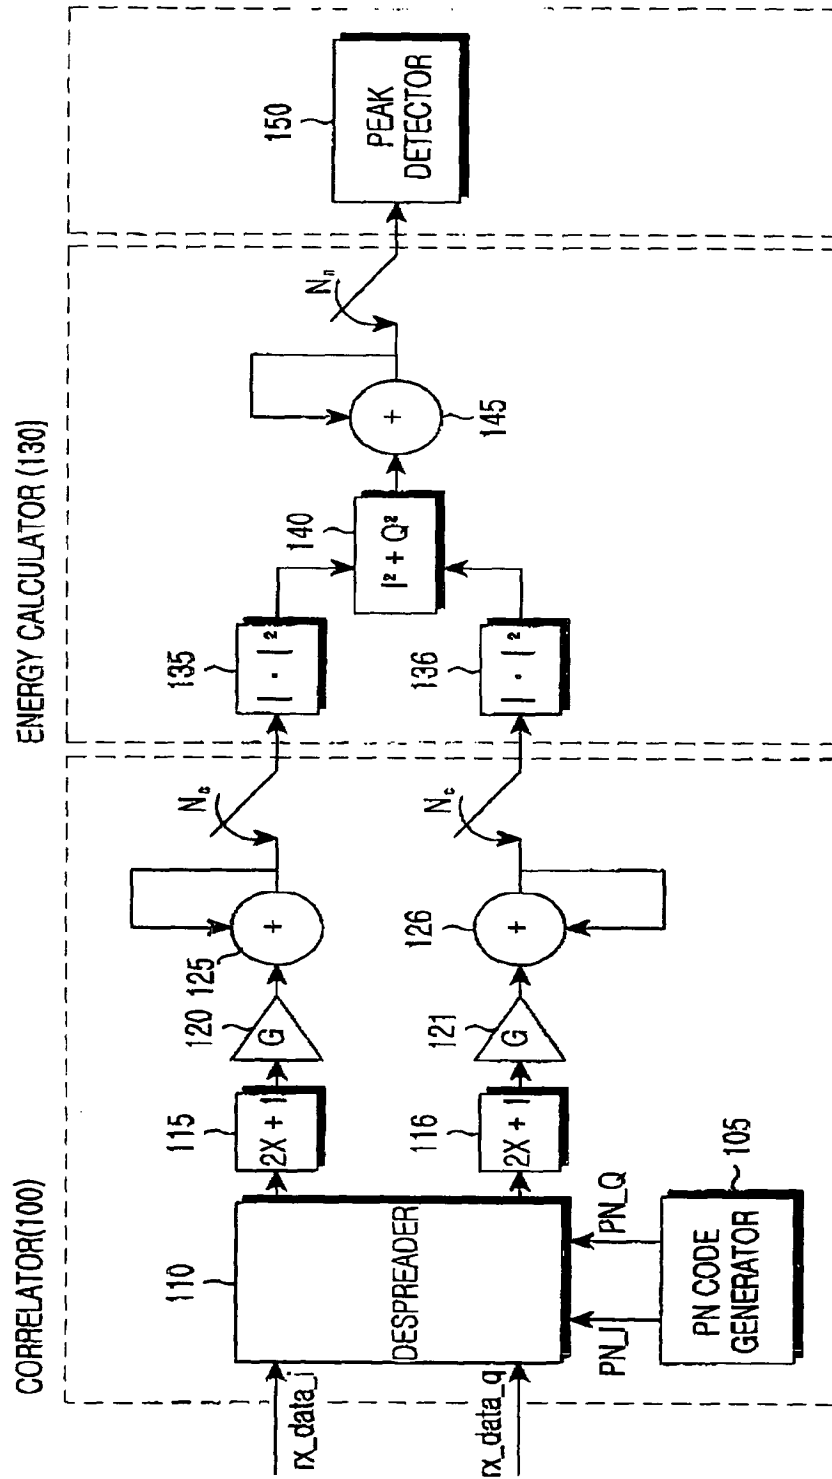 CORRELATOR(100)
ENERGY CALCULATOR (130)
rx_data_i
rx_data_q
110
DESPREADER
PN_I
PN_Q
PN CODE
GENERATOR
105
115
2X + 1
116
2X + 1
120
G
121
G
125
+
126
+
Nc
Nc
135
| · |²
136
| · |²
140
I² + Q²
145
+
Nn
150
PEAK
DETECTOR